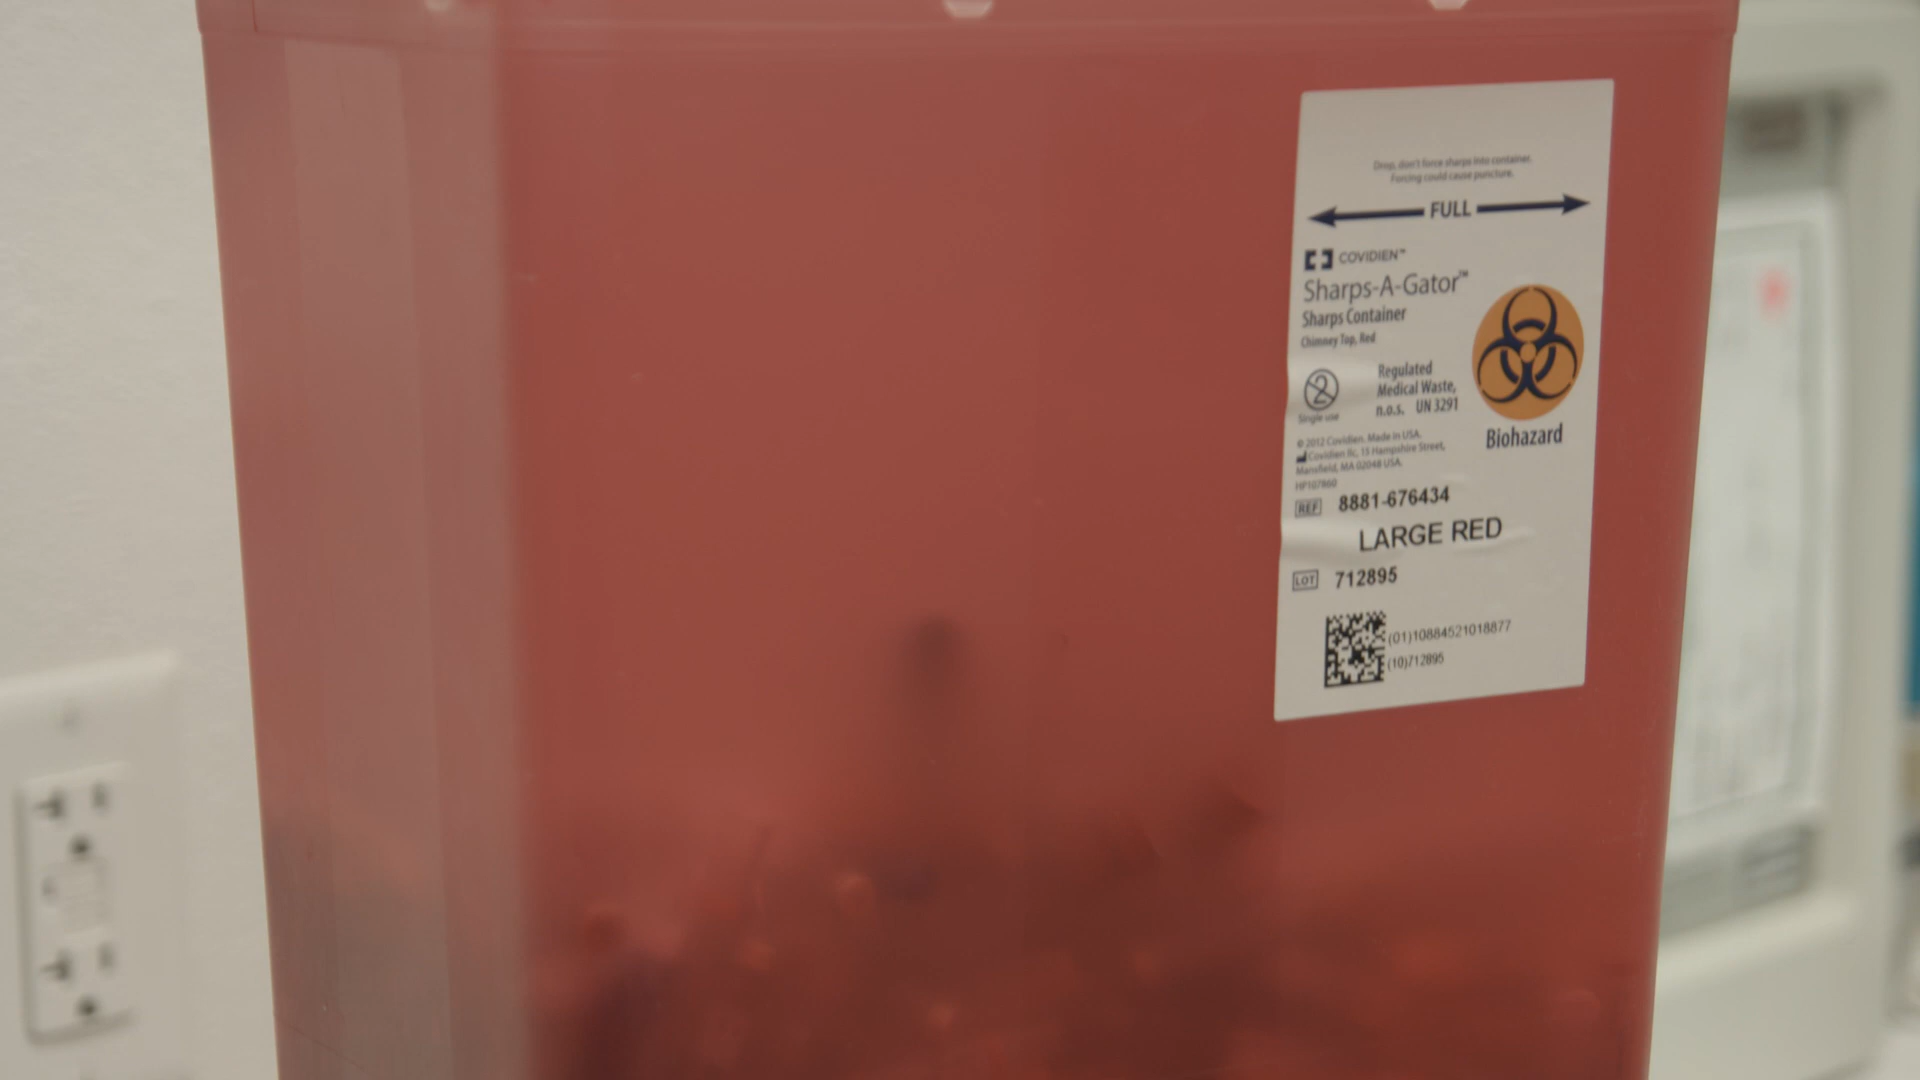 Drop, don't force sharps into container.
Forcing could cause puncture.
FULL
COVIDIEN™
Sharps-A-Gator™
Sharps Container
Chimney Top, Red
Regulated
Medical Waste,
n.o.s. UN 3291
2
Single use
Biohazard
© 2012 Covidien. Made in USA.
Covidien llc, 15 Hampshire Street,
Mansfield, MA 02048 USA.
HP107860
REF 8881-676434
LARGE RED
LOT 712895
(01)10884521018877
(10)712895